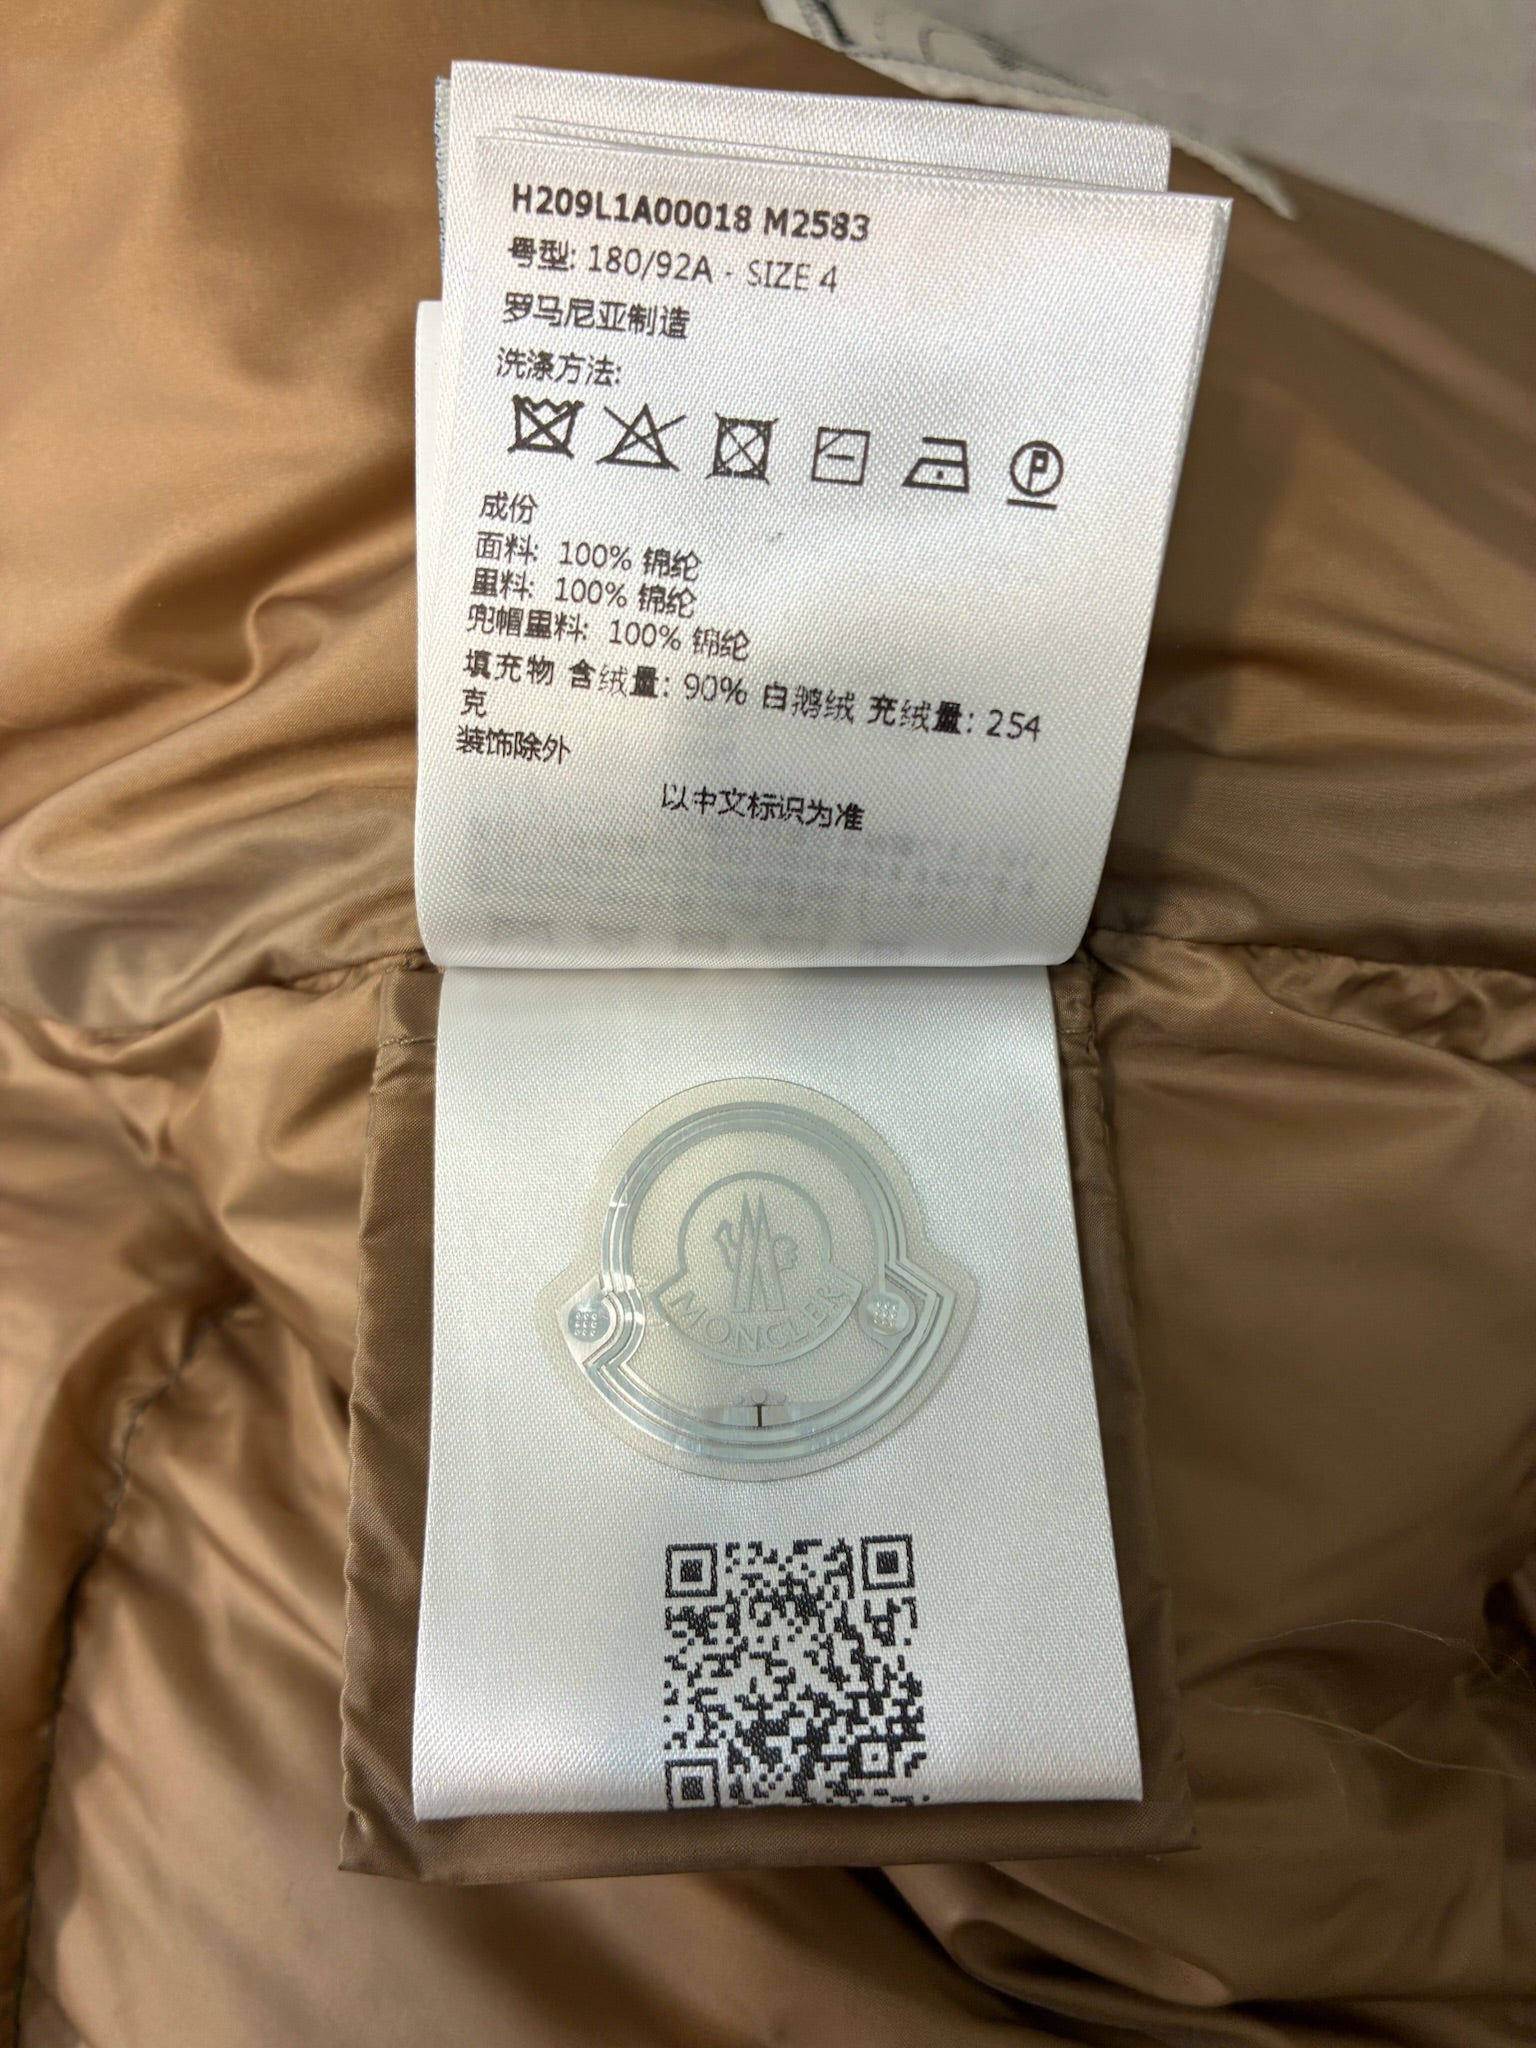 H209L1A00018 M2583
号型: 180/92A - SIZE 4
罗马尼亚制造
洗涤方法:
P
成份
面料: 100% 锦纶
里料: 100% 锦纶
兜帽里料: 100% 锦纶
填充物 含绒量: 90% 白鹅绒 充绒量: 254
克
装饰除外
以中文标识为准
MONCLER